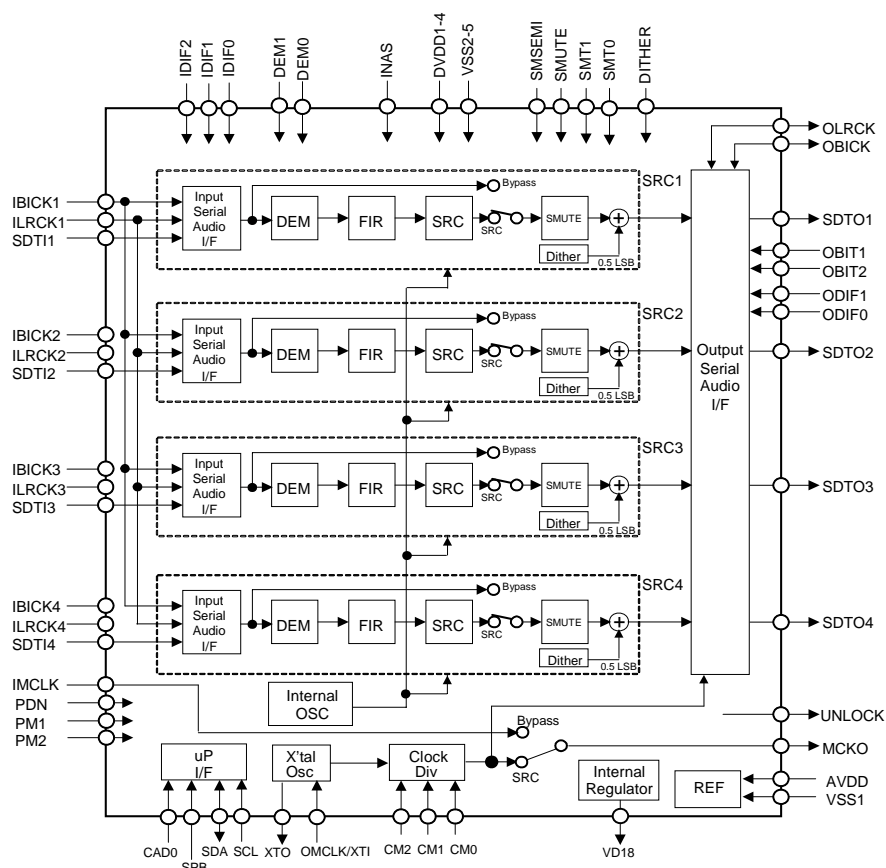 IDIF2
IDIF1
IDIF0
DEM1
DEM0
INAS
DVDD1-4
VSS2-5
SMSEMI
SMUTE
SMT1
SMT0
DITHER
OLRCK
OBICK
IBICK1
ILRCK1
SDTI1
Input
Serial
Audio
I/F
DEM
FIR
SRC
Bypass
SRC
SMUTE
Dither
0.5 LSB
SRC1
SDTO1
OBIT1
OBIT2
ODIF1
ODIF0
IBICK2
ILRCK2
SDTI2
Input
Serial
Audio
I/F
DEM
FIR
SRC
Bypass
SRC
SMUTE
Dither
0.5 LSB
SRC2
Output
Serial
Audio
I/F
SDTO2
IBICK3
ILRCK3
SDTI3
Input
Serial
Audio
I/F
DEM
FIR
SRC
Bypass
SRC
SMUTE
Dither
0.5 LSB
SRC3
SDTO3
IBICK4
ILRCK4
SDTI4
Input
Serial
Audio
I/F
DEM
FIR
SRC
Bypass
SRC
SMUTE
Dither
0.5 LSB
SRC4
SDTO4
IMCLK
PDN
PM1
PM2
Internal
OSC
Bypass
SRC
UNLOCK
MCKO
AVDD
VSS1
uP
I/F
X'tal
Osc
Clock
Div
Internal
Regulator
REF
CAD0
SPB
SDA
SCL
XTO
OMCLK/XTI
CM2
CM1
CM0
VD18